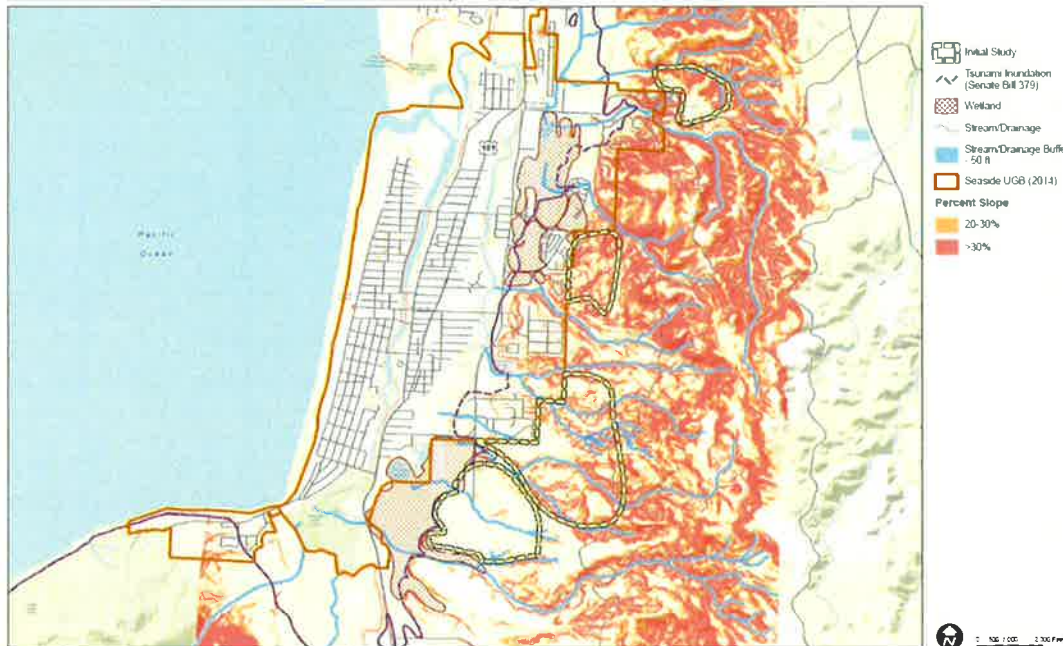 101
Pacific
Ocean
Initial Study
Tsunami Inundation
(Senate Bill 379)
Wetland
Stream/Drainage
Stream/Drainage Buffe
- 50 ft
Seaside UGB (2014)
Percent Slope
20-30%
>30%
N